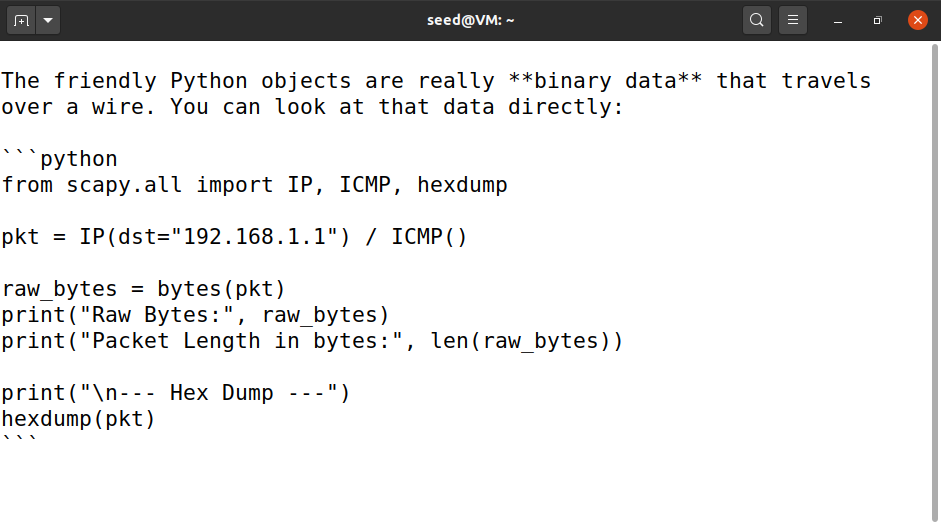 seed@VM: ~
The friendly Python objects are really **binary data** that travels
over a wire. You can look at that data directly:
```python
from scapy.all import IP, ICMP, hexdump
pkt = IP(dst="192.168.1.1") / ICMP()
raw_bytes = bytes(pkt)
print("Raw Bytes:", raw_bytes)
print("Packet Length in bytes:", len(raw_bytes))
print("\n--- Hex Dump ---")
hexdump(pkt)
```